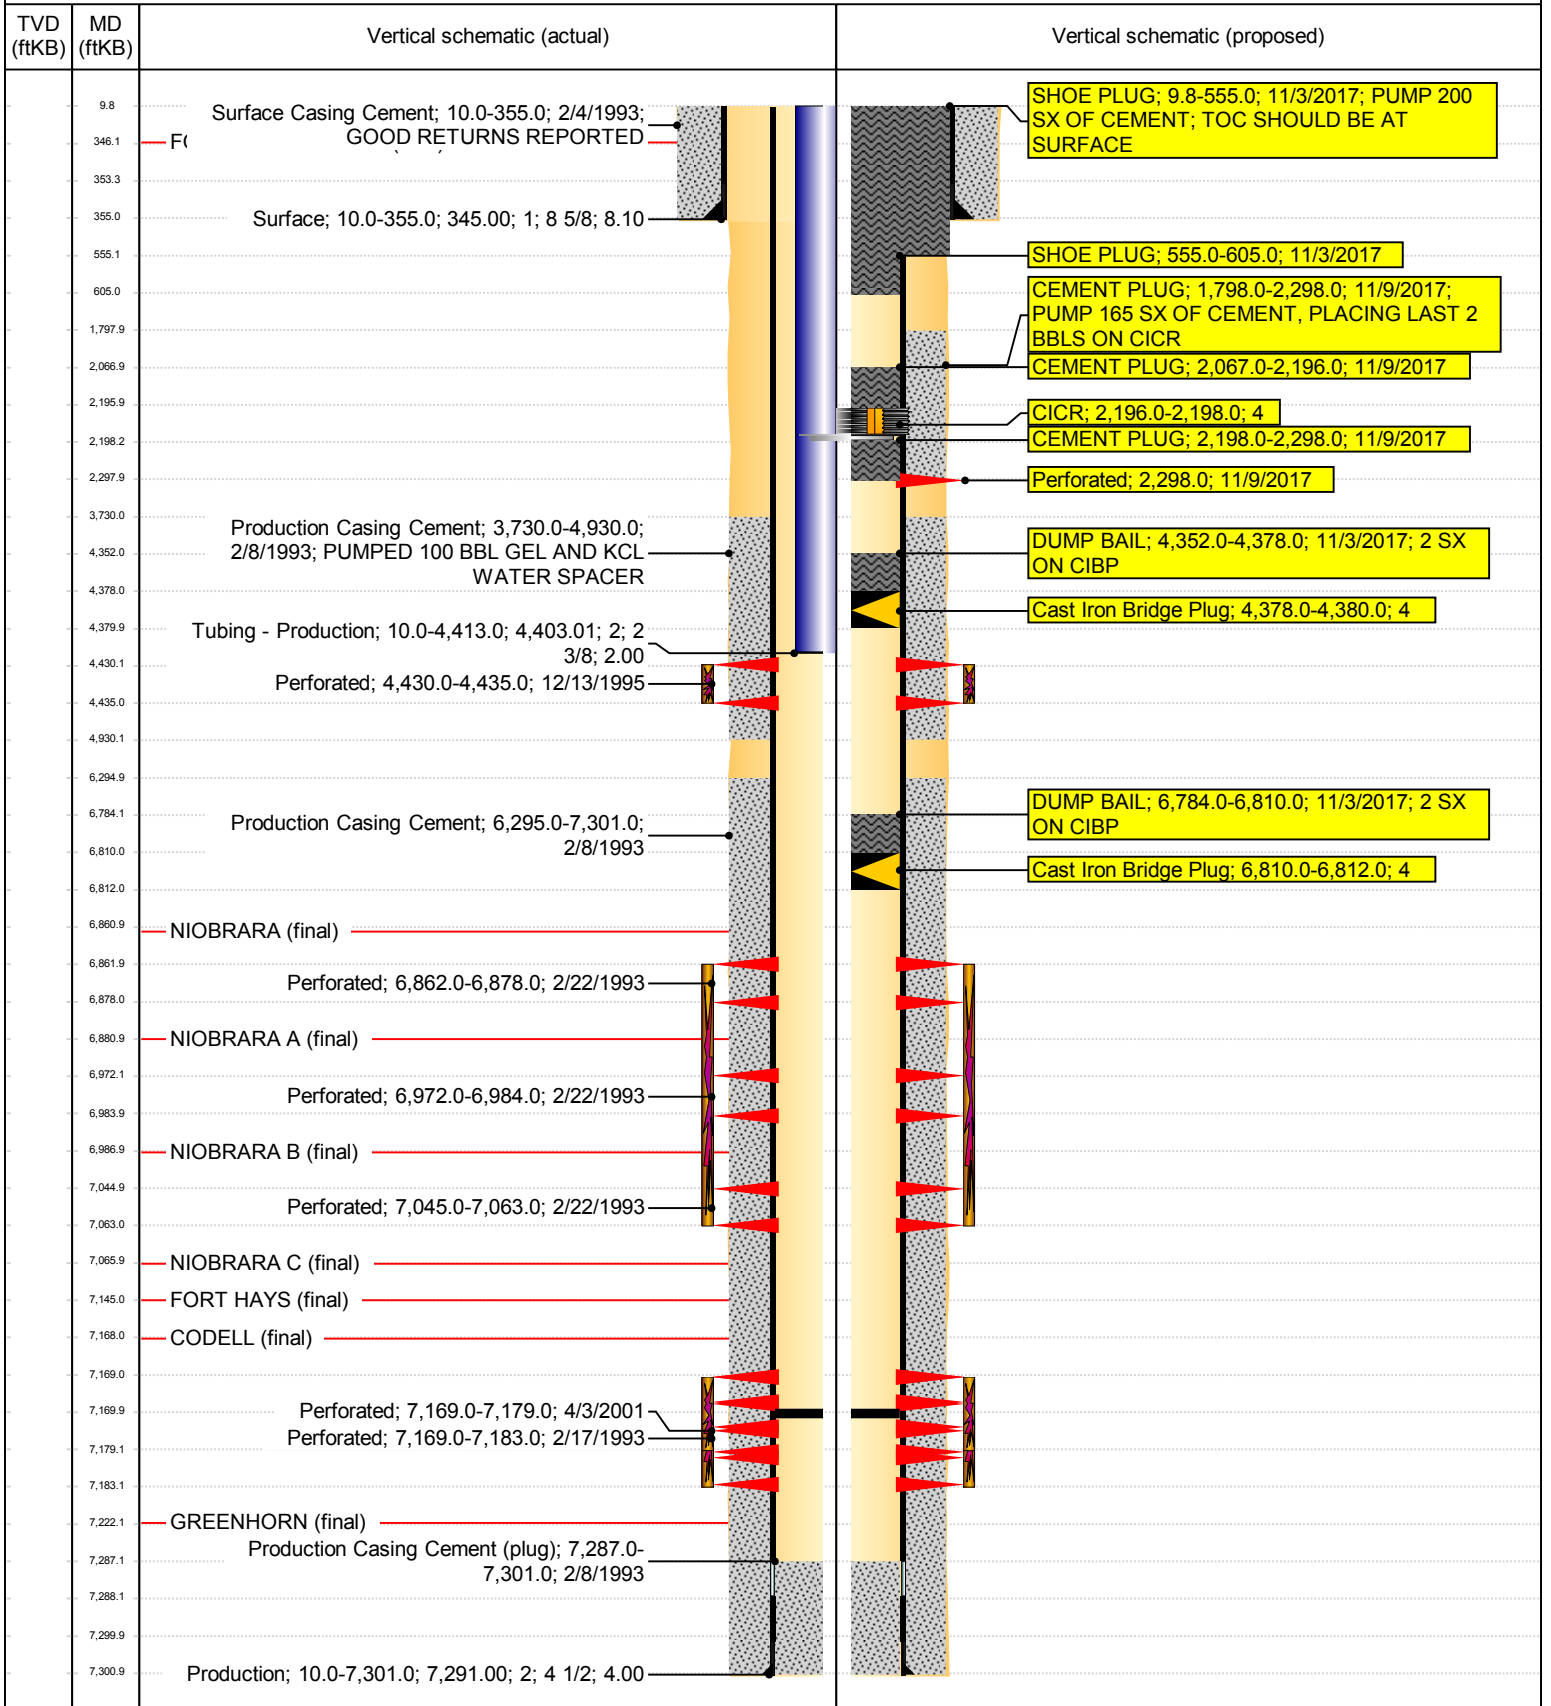 TVD
(ftKB)
MD
(ftKB)
Vertical schematic (actual)
Vertical schematic (proposed)
9.8
346.1
353.3
355.0
555.1
605.0
1,797.9
2,066.9
2,195.9
2,198.2
2,297.9
3,730.0
4,352.0
4,378.0
4,379.9
4,430.1
4,435.0
4,930.1
6,294.9
6,784.1
6,810.0
6,812.0
6,860.9
6,861.9
6,878.0
6,880.9
6,972.1
6,983.9
6,986.9
7,044.9
7,063.0
7,065.9
7,145.0
7,168.0
7,169.0
7,169.9
7,179.1
7,183.1
7,222.1
7,287.1
7,288.1
7,299.9
7,300.9
Surface Casing Cement; 10.0-355.0; 2/4/1993;
GOOD RETURNS REPORTED
Surface; 10.0-355.0; 345.00; 1; 8 5/8; 8.10
Production Casing Cement; 3,730.0-4,930.0;
2/8/1993; PUMPED 100 BBL GEL AND KCL
WATER SPACER
Tubing - Production; 10.0-4,413.0; 4,403.01; 2; 2
3/8; 2.00
Perforated; 4,430.0-4,435.0; 12/13/1995
Production Casing Cement; 6,295.0-7,301.0;
2/8/1993
NIOBRARA (final)
Perforated; 6,862.0-6,878.0; 2/22/1993
NIOBRARA A (final)
Perforated; 6,972.0-6,984.0; 2/22/1993
NIOBRARA B (final)
Perforated; 7,045.0-7,063.0; 2/22/1993
NIOBRARA C (final)
FORT HAYS (final)
CODELL (final)
Perforated; 7,169.0-7,179.0; 4/3/2001
Perforated; 7,169.0-7,183.0; 2/17/1993
GREENHORN (final)
Production Casing Cement (plug); 7,287.0-
7,301.0; 2/8/1993
Production; 10.0-7,301.0; 7,291.00; 2; 4 1/2; 4.00
SHOE PLUG; 9.8-555.0; 11/3/2017; PUMP 200
SX OF CEMENT; TOC SHOULD BE AT
SURFACE
SHOE PLUG; 555.0-605.0; 11/3/2017
CEMENT PLUG; 1,798.0-2,298.0; 11/9/2017;
PUMP 165 SX OF CEMENT, PLACING LAST 2
BBLS ON CICR
CEMENT PLUG; 2,067.0-2,196.0; 11/9/2017
CICR; 2,196.0-2,198.0; 4
CEMENT PLUG; 2,198.0-2,298.0; 11/9/2017
Perforated; 2,298.0; 11/9/2017
DUMP BAIL; 4,352.0-4,378.0; 11/3/2017; 2 SX
ON CIBP
Cast Iron Bridge Plug; 4,378.0-4,380.0; 4
DUMP BAIL; 6,784.0-6,810.0; 11/3/2017; 2 SX
ON CIBP
Cast Iron Bridge Plug; 6,810.0-6,812.0; 4